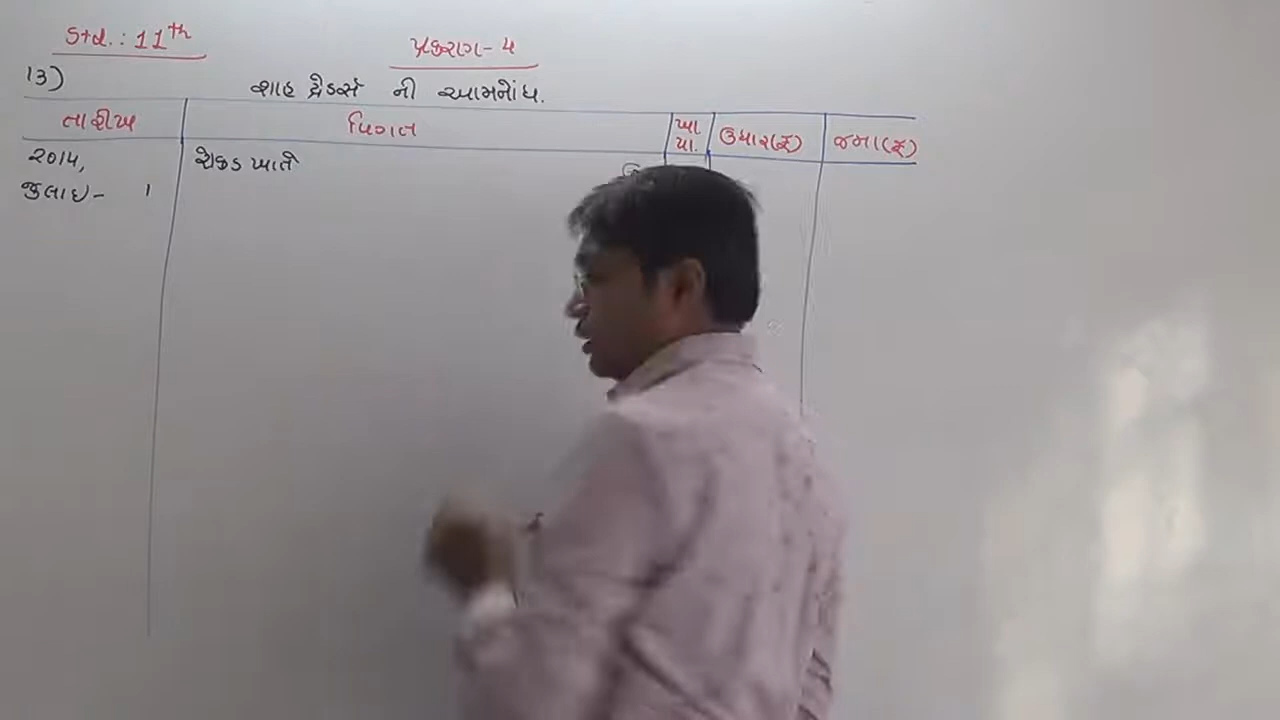 Std.: 11th
પ્રકરણ - 4
13)
શાહ ટ્રેડર્સ ની આમનોંધ.
તારીખ વિગત ખા. પા. ઉધાર(₹) જમા(₹)
2014, રોકડ ખાતે ઉ
જુલાઇ - 1